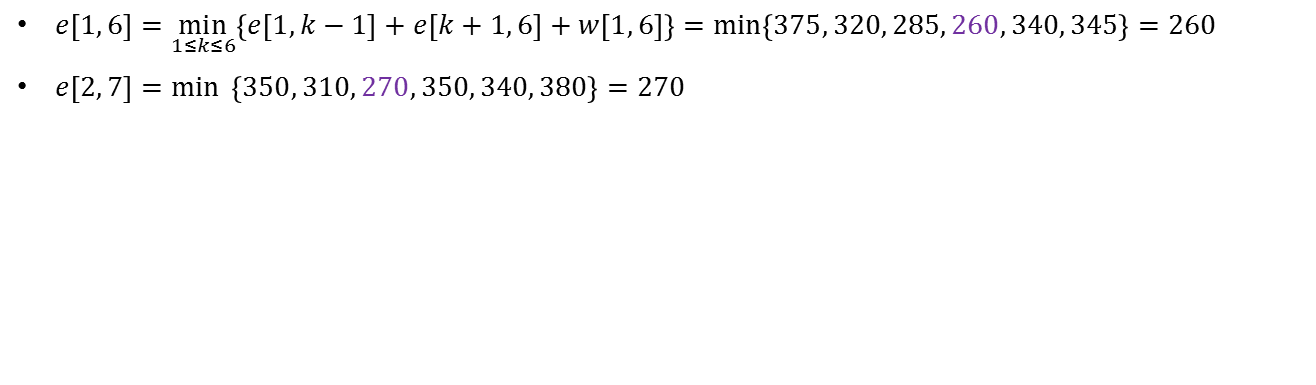 • e[1, 6] = min {e[1, k − 1] + e[k + 1, 6] + w[1, 6]} = min{375, 320, 285, 260, 340, 345} = 260
1≤k≤6
• e[2, 7] = min {350, 310, 270, 350, 340, 380} = 270